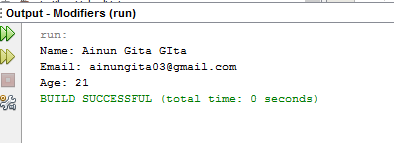 Output - Modifiers (run)
run:
Name: Ainun Gita GIta
Email: ainungita03@gmail.com
Age: 21
BUILD SUCCESSFUL (total time: 0 seconds)